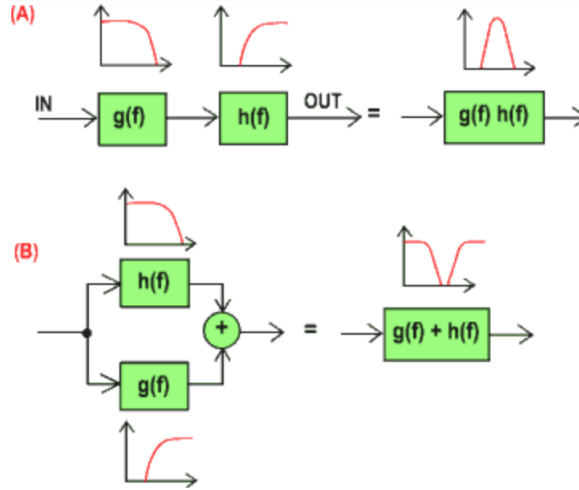 (A)
IN g(f) h(f) OUT = g(f) h(f)
(B)
h(f)
+ = g(f) + h(f)
g(f)